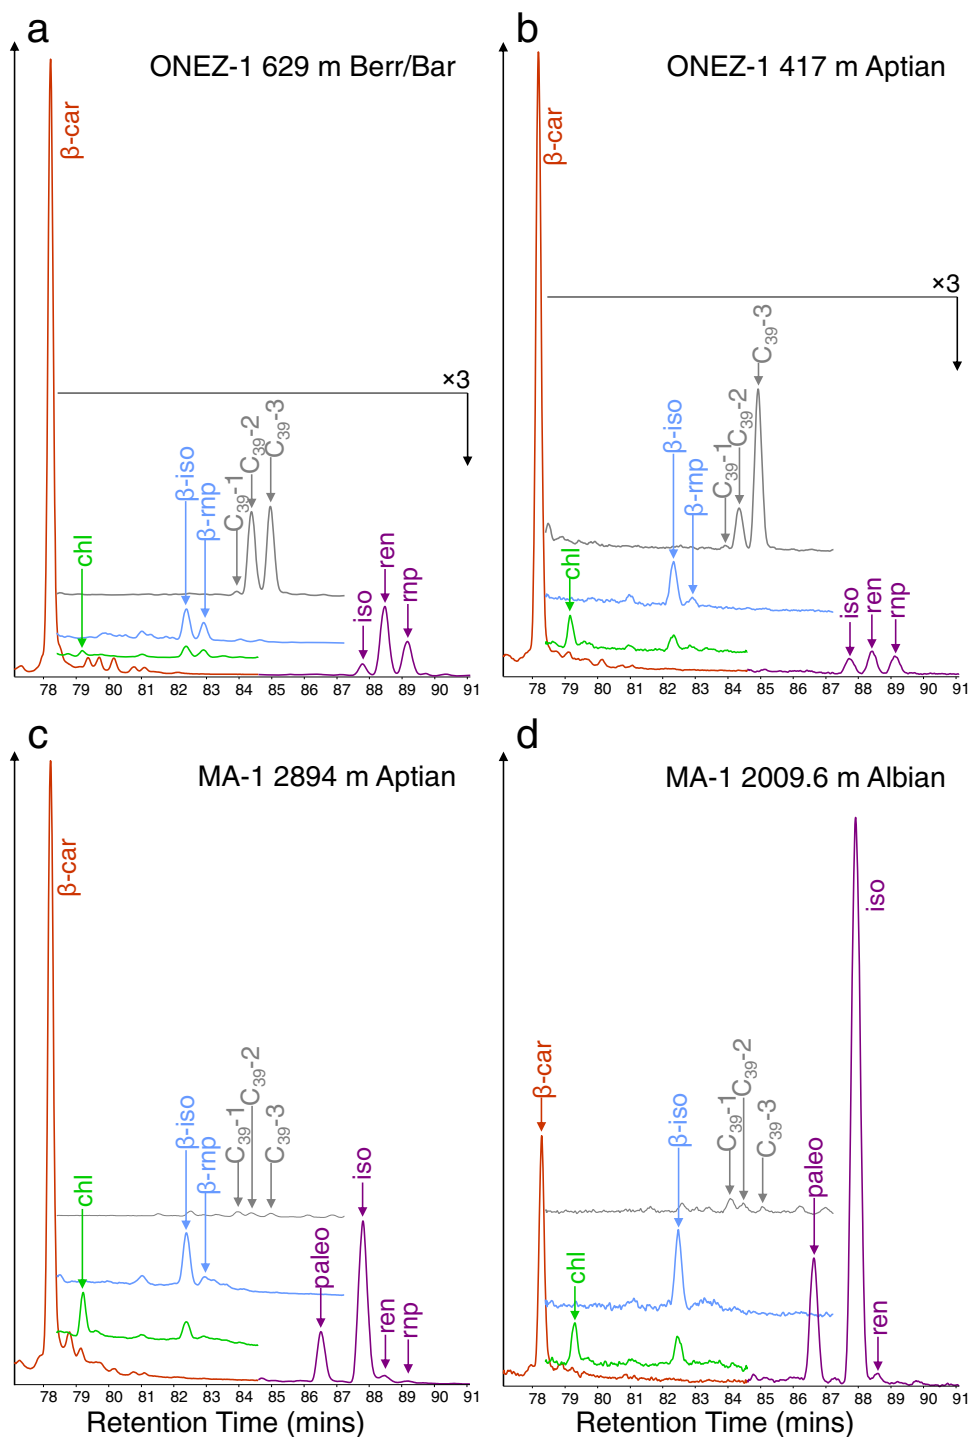 a
ONEZ-1 629 m Berr/Bar
β-car
×3
chl
β-iso
β-rnp
C₃₉-1
C₃₉-2
C₃₉-3
iso
ren
rnp
78 79 80 81 82 83 84 85 86 87 88 89 90 91
b
ONEZ-1 417 m Aptian
β-car
×3
chl
β-iso
β-rnp
C₃₉-1
C₃₉-2
C₃₉-3
iso
ren
rnp
78 79 80 81 82 83 84 85 86 87 88 89 90 91
c
MA-1 2894 m Aptian
β-car
chl
β-iso
β-rnp
C₃₉-1
C₃₉-2
C₃₉-3
paleo
iso
ren
rnp
78 79 80 81 82 83 84 85 86 87 88 89 90 91
Retention Time (mins)
d
MA-1 2009.6 m Albian
β-car
chl
β-iso
C₃₉-1
C₃₉-2
C₃₉-3
paleo
iso
ren
78 79 80 81 82 83 84 85 86 87 88 89 90 91
Retention Time (mins)